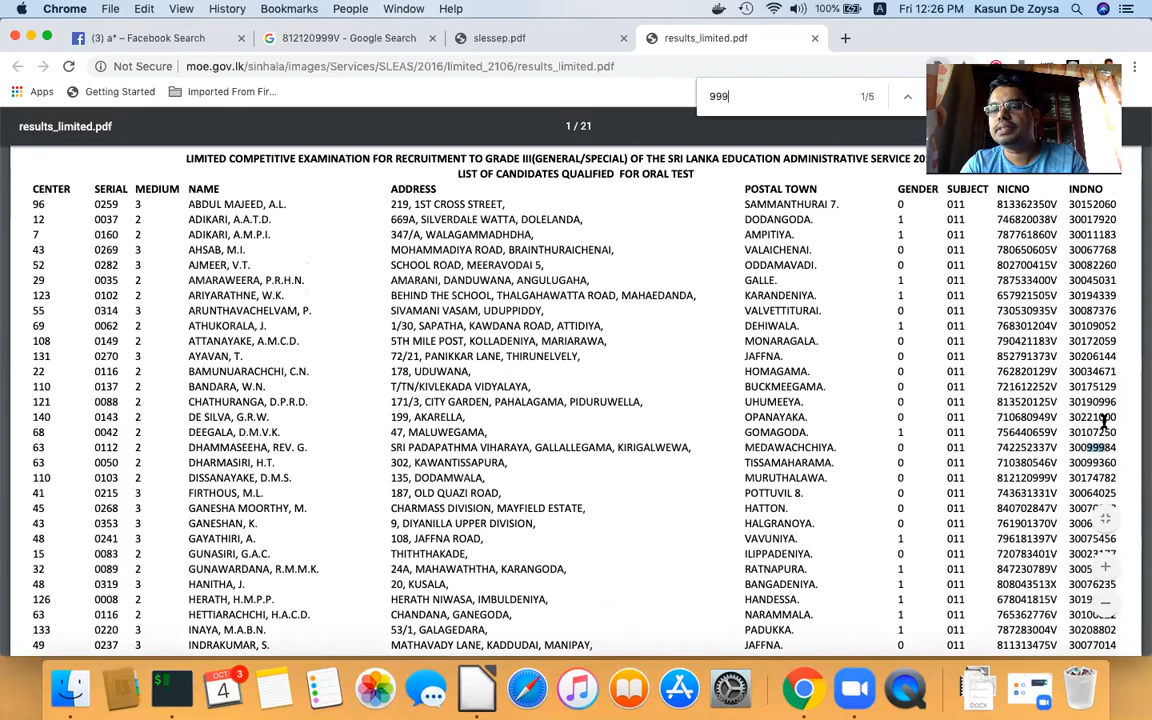 Chrome File Edit View History Bookmarks People Window Help 100% A Fri 12:26 PM Kasun De Zoysa
(3) a* – Facebook Search 812120999V - Google Search slessep.pdf results_limited.pdf
Not Secure moe.gov.lk/sinhala/images/Services/SLEAS/2016/limited_2106/results_limited.pdf
Apps Getting Started Imported From Fir...
999 1/5
results_limited.pdf 1 / 21
LIMITED COMPETITIVE EXAMINATION FOR RECRUITMENT TO GRADE III(GENERAL/SPECIAL) OF THE SRI LANKA EDUCATION ADMINISTRATIVE SERVICE
LIST OF CANDIDATES QUALIFIED FOR ORAL TEST
CENTER SERIAL MEDIUM NAME ADDRESS POSTAL TOWN GENDER SUBJECT NICNO INDNO
96 0259 3 ABDUL MAJEED, A.L. 219, 1ST CROSS STREET, SAMMANTHURAI 7. 0 011 813362350V 30152060
12 0037 2 ADIKARI, A.A.T.D. 669A, SILVERDALE WATTA, DOLELANDA, DODANGODA. 1 011 746820038V 30017920
7 0160 2 ADIKARI, A.M.P.I. 347/A, WALAGAMMADHDHA, AMPITIYA. 1 011 787761860V 30011183
43 0269 3 AHSAB, M.I. MOHAMMADIYA ROAD, BRAINTHURAICHENAI, VALAICHENAI. 0 011 780650605V 30067768
52 0282 3 AJMEER, V.T. SCHOOL ROAD, MEERAVODAI 5, ODDAMAVADI. 0 011 802700415V 30082260
29 0035 2 AMARAWEERA, P.R.H.N. AMARANI, DANDUWANA, ANGULUGAHA, GALLE. 1 011 787533400V 30045031
123 0102 2 ARIYARATHNE, W.K. BEHIND THE SCHOOL, THALGAHAWATTA ROAD, MAHAEDANDA, KARANDENIYA. 1 011 657921505V 30194339
55 0314 3 ARUNTHAVACHELVAM, P. SIVAMANI VASAM, UDUPIDDY, VALVETTITURAI. 0 011 730530935V 30087376
69 0062 2 ATHUKORALA, J. 1/30, SAPATHA, KAWDANA ROAD, ATTIDIYA, DEHIWALA. 1 011 768301204V 30109052
108 0149 2 ATTANAYAKE, A.M.C.D. 5TH MILE POST, KOLLADENIYA, MARIARAWA, MONARAGALA. 0 011 790421183V 30172059
131 0270 3 AYAVAN, T. 72/21, PANIKKAR LANE, THIRUNELVELY, JAFFNA. 0 011 852791373V 30206144
22 0116 2 BAMUNUARACHCHI, C.N. 178, UDUWANA, HOMAGAMA. 0 011 762820129V 30034671
110 0137 2 BANDARA, W.N. T/TN/KIVLEKADA VIDYALAYA, BUCKMEEGAMA. 0 011 721612252V 30175129
121 0088 2 CHATHURANGA, D.P.R.D. 171/3, CITY GARDEN, PAHALAGAMA, PIDURUWELLA, UHUMEEYA. 0 011 813520125V 30190996
140 0143 2 DE SILVA, G.R.W. 199, AKARELLA, OPANAYAKA. 0 011 710680949V
68 0042 2 DEEGALA, D.M.V.K. 47, MALUWEGAMA, GOMAGODA. 1 011 756440659V 30107250
63 0112 2 DHAMMASEEHA, REV. G. SRI PADAPATHMA VIHARAYA, GALLALLEGAMA, KIRIGALWEWA, MEDAWACHCHIYA. 0 011 742252337V 30099984
63 0050 2 DHARMASIRI, H.T. 302, KAWANTISSAPURA, TISSAMAHARAMA. 0 011 710380546V 30099360
110 0103 2 DISSANAYAKE, D.M.S. 135, DODAMWALA, MURUTHALAWA. 0 011 812120999V 30174782
41 0215 3 FIRTHOUS, M.L. 187, OLD QUAZI ROAD, POTTUVIL 8. 0 011 743631331V 30064025
45 0268 3 GANESHA MOORTHY, M. CHARMASS DIVISION, MAYFIELD ESTATE, HATTON. 0 011 840702847V
43 0353 3 GANESHAN, K. 9, DIYANILLA UPPER DIVISION, HALGRANOYA. 0 011 761901370V
48 0241 3 GAYATHIRI, A. 108, JAFFNA ROAD, VAVUNIYA. 1 011 796181397V 30075456
15 0083 2 GUNASIRI, G.A.C. THITHTHAKADE, ILIPPADENIYA. 0 011 720783401V
32 0089 2 GUNAWARDANA, R.M.M.K. 24A, MAHAWATHTHA, KARANGODA, RATNAPURA. 1 011 847230789V
48 0319 3 HANITHA, J. 20, KUSALA, BANGADENIYA. 1 011 808043513X 30076235
126 0008 2 HERATH, H.M.P.P. HERATH NIWASA, IMBULDENIYA, HANDESSA. 1 011 678041815V
63 0116 2 HETTIARACHCHI, H.A.C.D. CHANDANA, GANEGODA, NARAMMALA. 1 011 765362776V
133 0220 3 INAYA, M.A.B.N. 53/1, GALAGEDARA, PADUKKA. 1 011 787283004V 30208802
49 0237 3 INDRAKUMAR, S. MATHAVADY LANE, KADDUDAI, MANIPAY, JAFFNA. 0 011 811313475V 30077014
OCT 4 3
DOCX